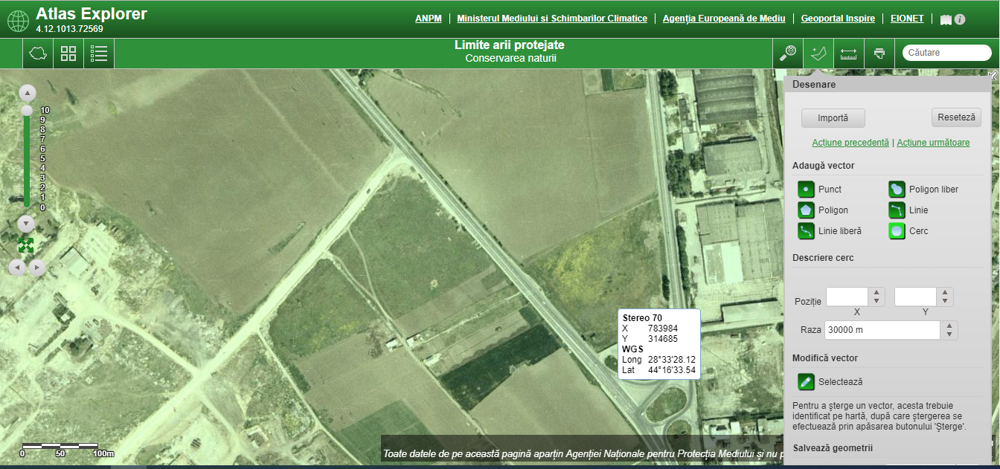 Atlas Explorer
4.12.1013.72569
ANPM | Ministerul Mediului si Schimbarilor Climatice | Agenția Europeană de Mediu | Geoportal Inspire | EIONET
Limite arii protejate
Conservarea naturii
Căutare
10
9
8
7
6
5
4
3
2
1
0
Stereo 70
X 783984
Y 314685
WGS
Long 28°33'28.12
Lat 44°16'33.54
0 50 100m
Toate datele de pe această pagină aparțin Agenției Naționale pentru Protecția Mediului și nu p
Desenare
Importă Resetează
Acțiune precedentă | Acțiune următoare
Adaugă vector
Punct Poligon liber
Poligon Linie
Linie liberă Cerc
Descriere cerc
Poziție
X Y
Raza 30000 m
Modifică vector
Selectează
Pentru a șterge un vector, acesta trebuie
identificat pe hartă, după care ștergerea se
efectuează prin apăsarea butonului 'Șterge'.
Salvează geometrii